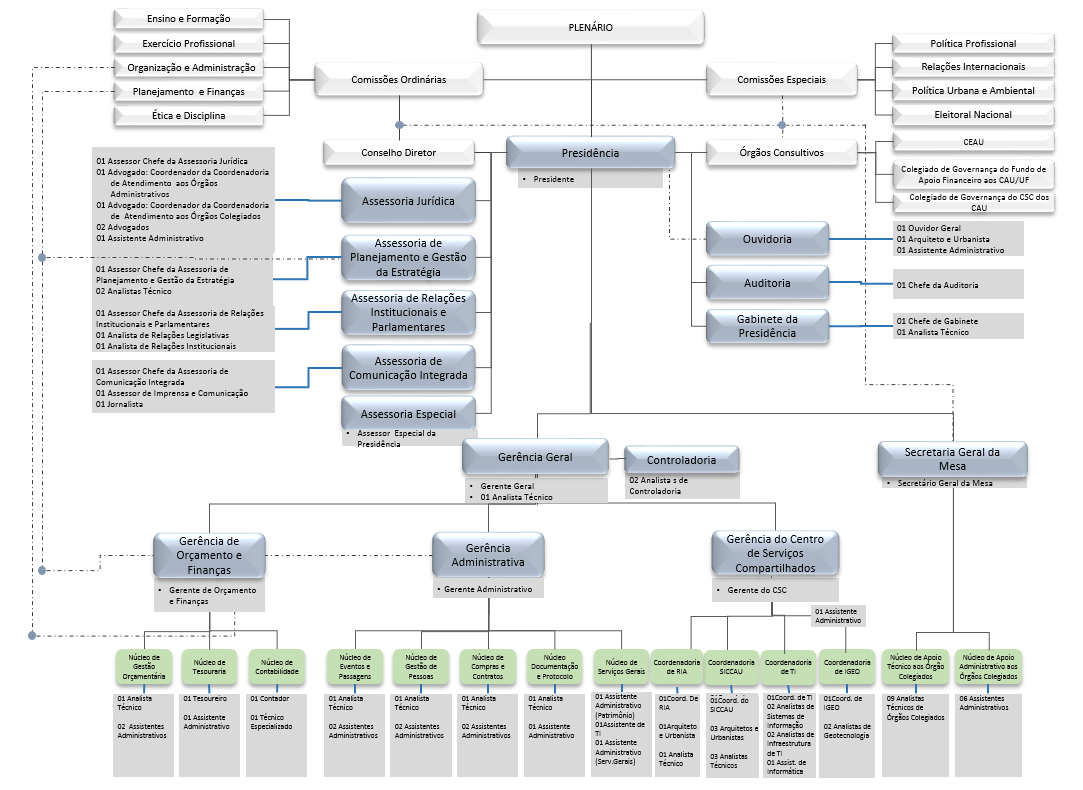 PLENÁRIO
Ensino e Formação
Exercício Profissional
Organização e Administração
Planejamento e Finanças
Ética e Disciplina
Comissões Ordinárias
Comissões Especiais
Política Profissional
Relações Internacionais
Política Urbana e Ambiental
Eleitoral Nacional
Conselho Diretor
Presidência
• Presidente
Órgãos Consultivos
CEAU
Colegiado de Governança do Fundo de
Apoio Financeiro aos CAU/UF
Colegiado de Governança do CSC dos
CAU
01 Assessor Chefe da Assessoria Jurídica
01 Advogado: Coordenador da Coordenadoria
de Atendimento aos Órgãos
Administrativos
01 Advogado: Coordenador da Coordenadoria
de Atendimento aos Órgãos Colegiados
02 Advogados
01 Assistente Administrativo
Assessoria Jurídica
01 Assessor Chefe da Assessoria de
Planejamento e Gestão da Estratégia
02 Analistas Técnico
Assessoria de
Planejamento e Gestão
da Estratégia
01 Assessor Chefe da Assessoria de Relações
Institucionais e Parlamentares
01 Analista de Relações Legislativas
01 Analista de Relações Institucionais
Assessoria de Relações
Institucionais e
Parlamentares
01 Assessor Chefe da Assessoria de
Comunicação Integrada
01 Assessor de Imprensa e Comunicação
01 Jornalista
Assessoria de
Comunicação Integrada
Assessoria Especial
• Assessor Especial da
Presidência
Ouvidoria
01 Ouvidor Geral
01 Arquiteto e Urbanista
01 Assistente Administrativo
Auditoria
01 Chefe da Auditoria
Gabinete da
Presidência
01 Chefe de Gabinete
01 Analista Técnico
Gerência Geral
• Gerente Geral
• 01 Analista Técnico
Controladoria
02 Analista s de
Controladoria
Secretaria Geral da
Mesa
• Secretário Geral da Mesa
Gerência de
Orçamento e
Finanças
• Gerente de Orçamento
e Finanças
Gerência
Administrativa
• Gerente Administrativo
Gerência do Centro
de Serviços
Compartilhados
• Gerente do CSC
01 Assistente
Administrativo
Núcleo de
Gestão
Orçamentária
01 Analista
Técnico
02 Assistentes
Administrativos
Núcleo de
Tesouraria
01 Tesoureiro
01 Assistente
Administrativo
Núcleo de
Contabilidade
01 Contador
01 Técnico
Especializado
Núcleo de
Eventos e
Passagens
01 Analista
Técnico
02 Assistentes
Administrativos
Núcleo de
Gestão de
Pessoas
01 Analista
Técnico
02 Assistentes
Administrativos
Núcleo de
Compras e
Contratos
01 Analista
Técnico
02 Assistentes
Administrativos
Núcleo
Documentação
e Protocolo
01 Analista
Técnico
01 Assistente
Administrativo
Núcleo de
Serviços Gerais
01 Assistente
Administrativo
(Patrimônio)
01Assistente de
TI
01 Assistente
Administrativo
(Serv.Gerais)
Coordenadoria
de RIA
01Coord. De
RIA
01Arquiteto
e Urbanista
01 Analista
Técnico
Coordenadoria
SICCAU
01Coord. do
SICCAU
03 Arquitetos e
Urbanistas
03 Analistas
Técnicos
Coordenadoria
de TI
01Coord. de TI
02 Analistas de
Sistemas de
Informação
02 Analistas de
Infraestrutura
de TI
01 Assist. de
Informática
Coordenadoria
de IGEO
01Coord. de
IGEO
02 Analistas de
Geotecnologia
Núcleo de Apoio
Técnico aos Órgão
Colegiados
09 Analistas
Técnicos de
Órgãos Colegiados
Núcleo de Apoio
Administrativo aos
Órgãos Colegiados
06 Assistentes
Administrativos